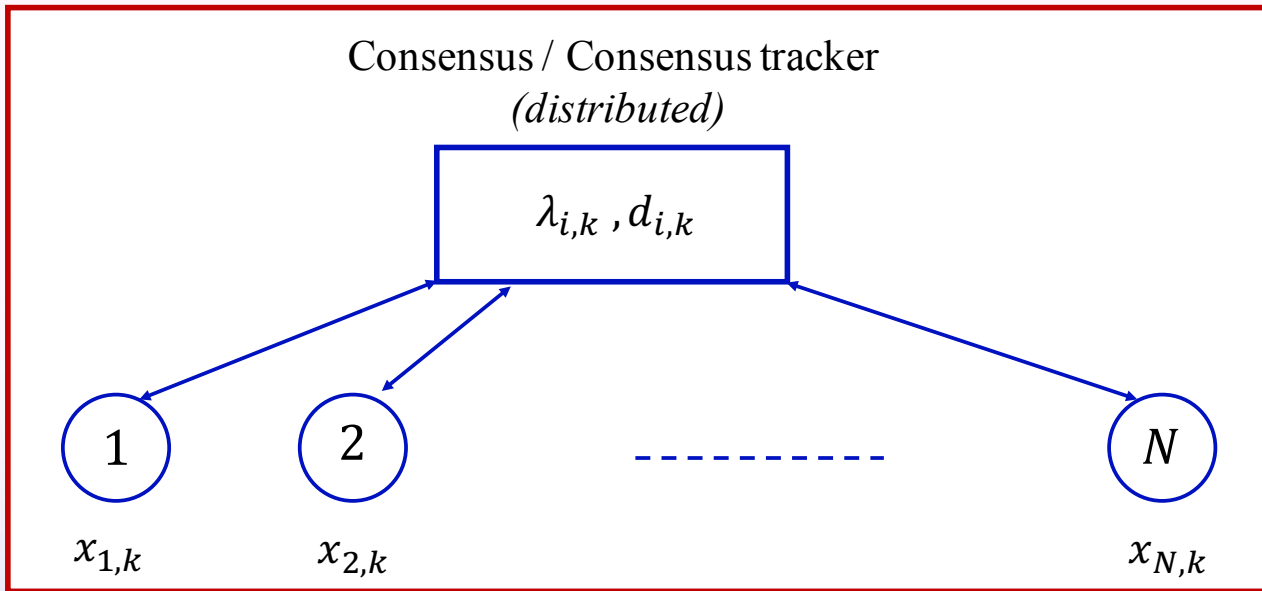 Consensus / Consensus tracker
(distributed)
λ_{i,k} , d_{i,k}
1 2 N
x_{1,k} x_{2,k} x_{N,k}